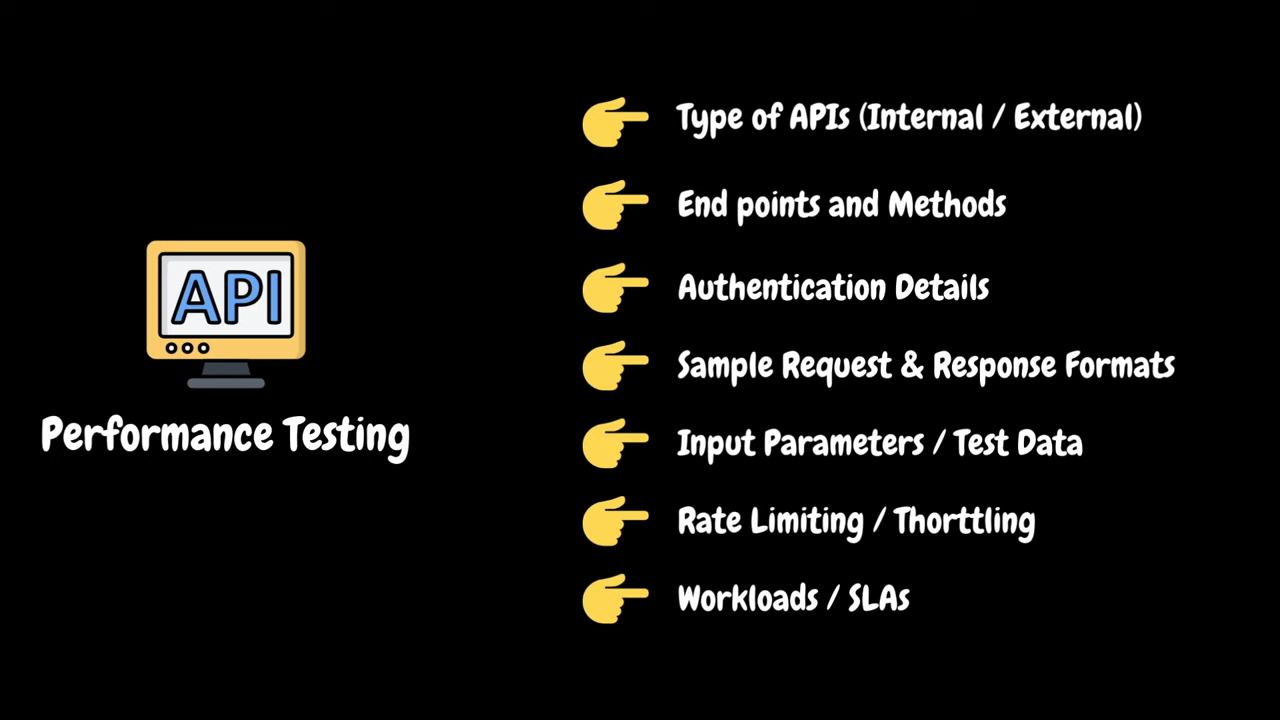 API
Performance Testing
Type of APIs (Internal / External)
End points and Methods
Authentication Details
Sample Request & Response Formats
Input Parameters / Test Data
Rate Limiting / Thorttling
Workloads / SLAs